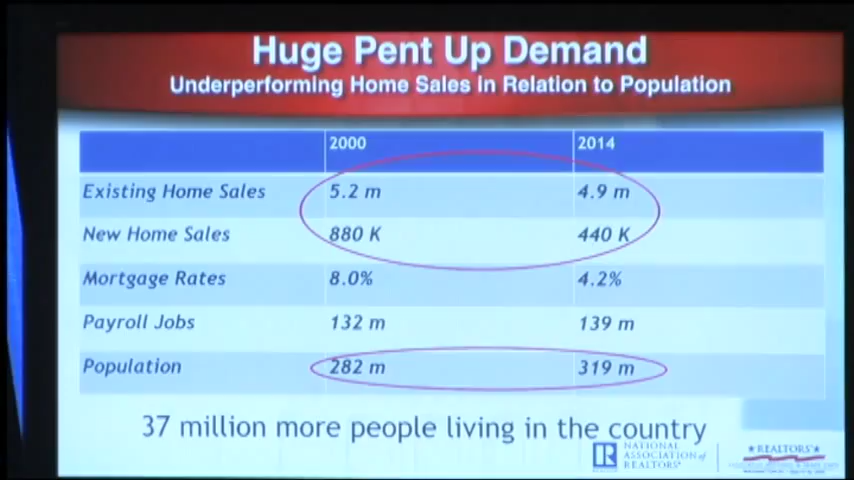 Huge Pent Up Demand
Underperforming Home Sales in Relation to Population
2000 2014
Existing Home Sales 5.2 m 4.9 m
New Home Sales 880 K 440 K
Mortgage Rates 8.0% 4.2%
Payroll Jobs 132 m 139 m
Population 282 m 319 m
37 million more people living in the country
NATIONAL
ASSOCIATION of
REALTORS®
REALTORS®